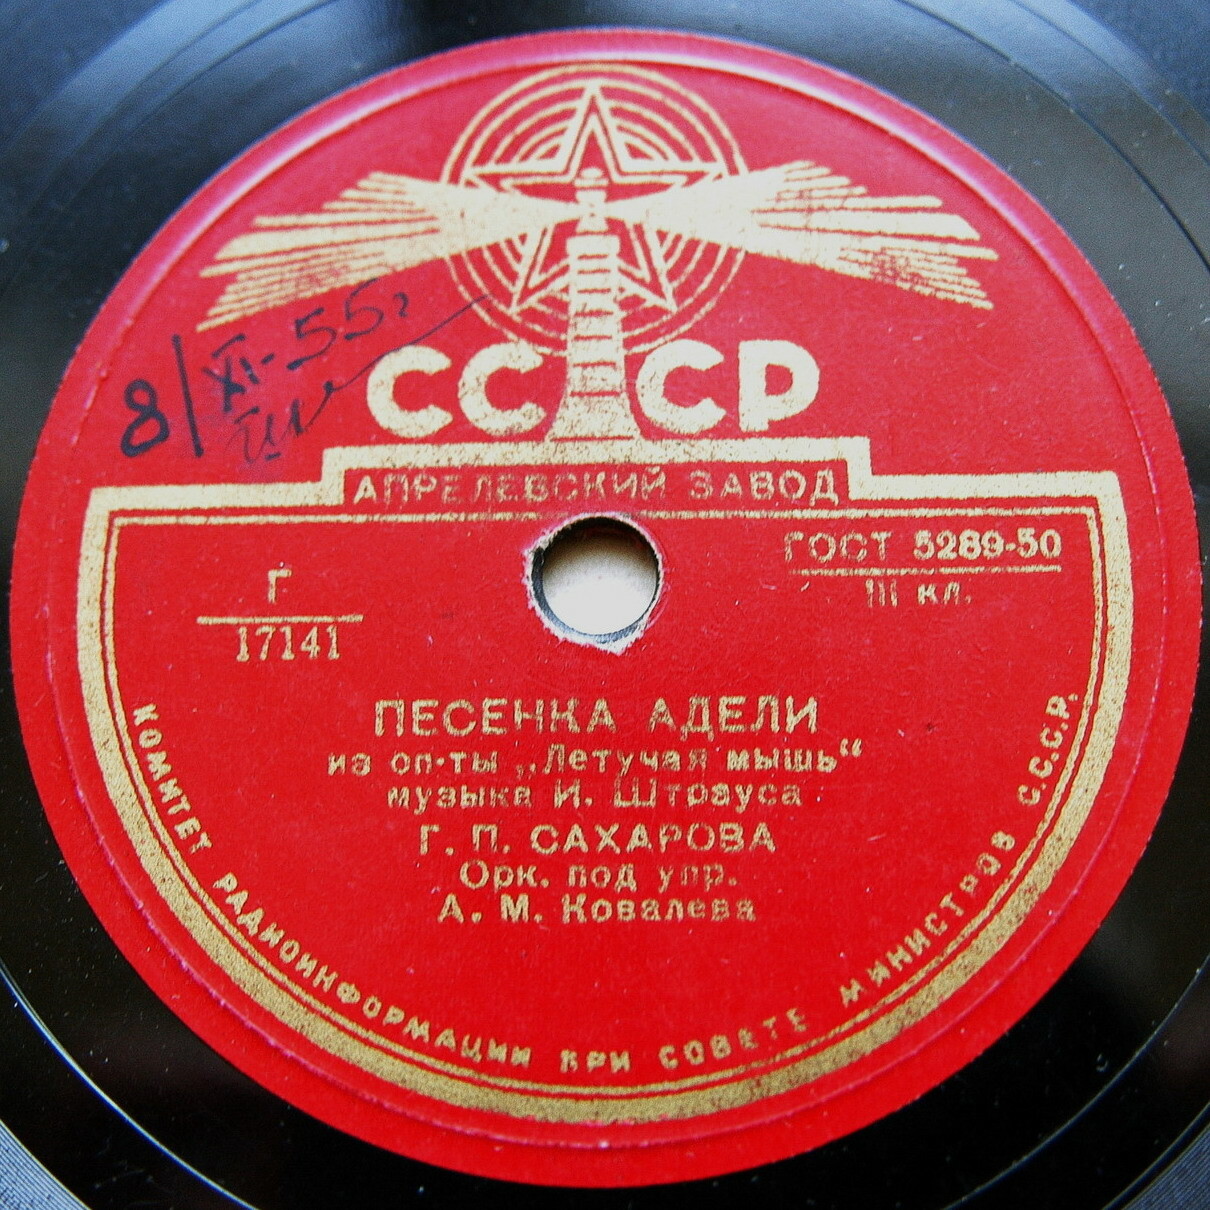 8/XI-55г
СССР
АПРЕЛЕВСКИЙ ЗАВОД
ГОСТ 5289-50
III кл.
Г
17141
ПЕСЕНКА АДЕЛИ
из оп-ты „Летучая мышь“
музыка И. Штрауса
Г. П. САХАРОВА
Орк. под упр.
А. М. Ковалева
КОМИТЕТ РАДИОИНФОРМАЦИИ ПРИ СОВЕТЕ МИНИСТРОВ С.С.С.Р.